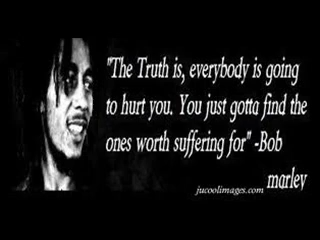 "The Truth is, everybody is going
to hurt you. You just gotta find the
ones worth suffering for" -Bob
marley
jucoolimages.com